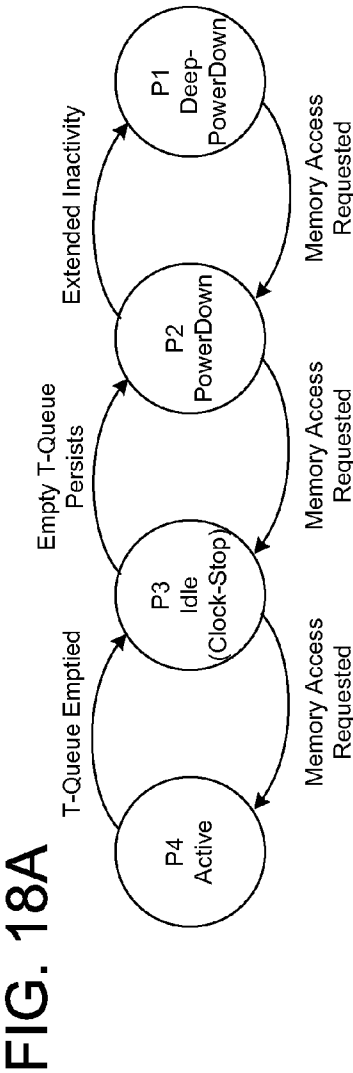 FIG. 18A
T-Queue Emptied
Empty T-Queue
Persists
Extended Inactivity
P4
Active
P3
Idle
(Clock-Stop)
P2
PowerDown
P1
Deep-
PowerDown
Memory Access
Requested
Memory Access
Requested
Memory Access
Requested